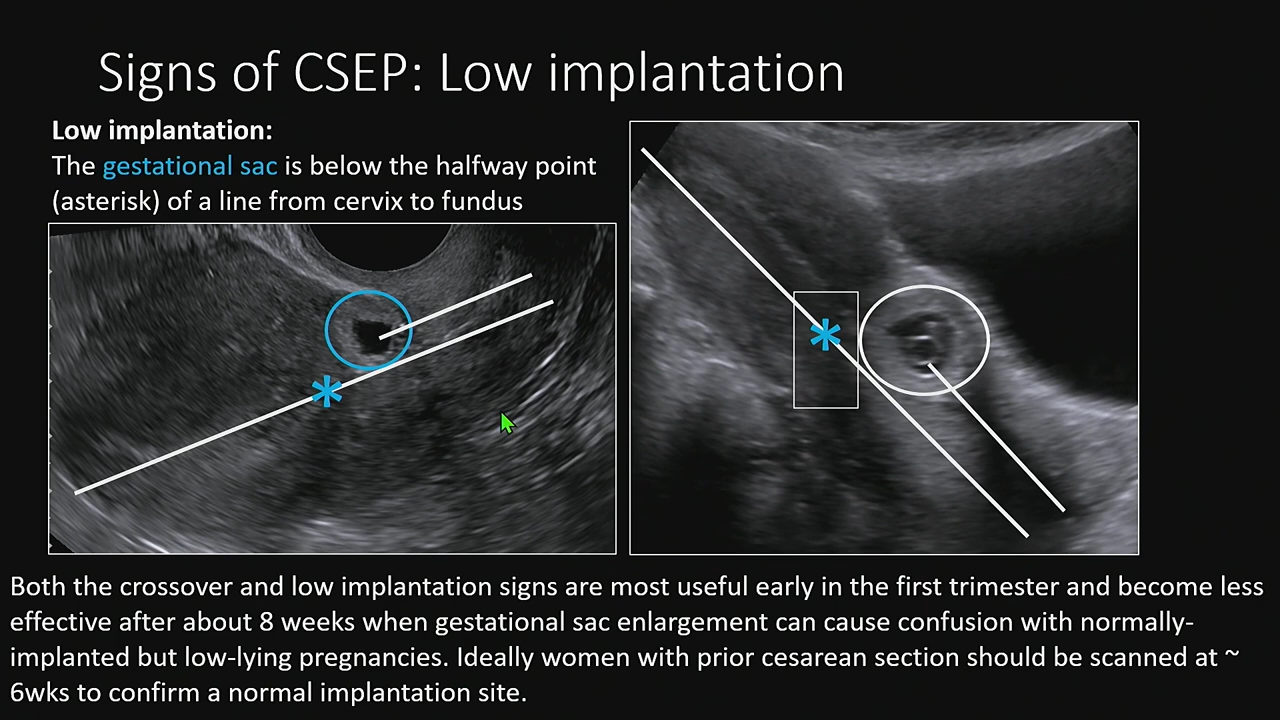 Signs of CSEP: Low implantation
Low implantation:
The gestational sac is below the halfway point
(asterisk) of a line from cervix to fundus
Both the crossover and low implantation signs are most useful early in the first trimester and become less
effective after about 8 weeks when gestational sac enlargement can cause confusion with normally-
implanted but low-lying pregnancies. Ideally women with prior cesarean section should be scanned at ~
6wks to confirm a normal implantation site.